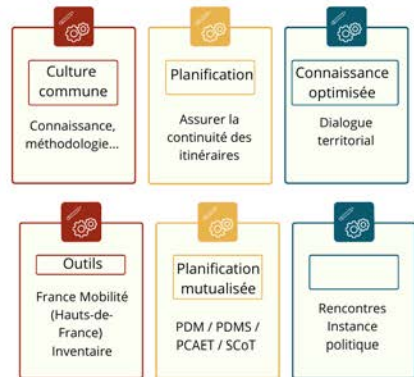 Culture
commune
Connaissance,
méthodologie...
Planification
Assurer la
continuité des
itinéraires
Connaissance
optimisée
Dialogue
territorial
Outils
France Mobilité
(Hauts-de-
France)
Inventaire
Planification
mutualisée
PDM / PDMS /
PCAET / SCoT
Rencontres
Instance
politique